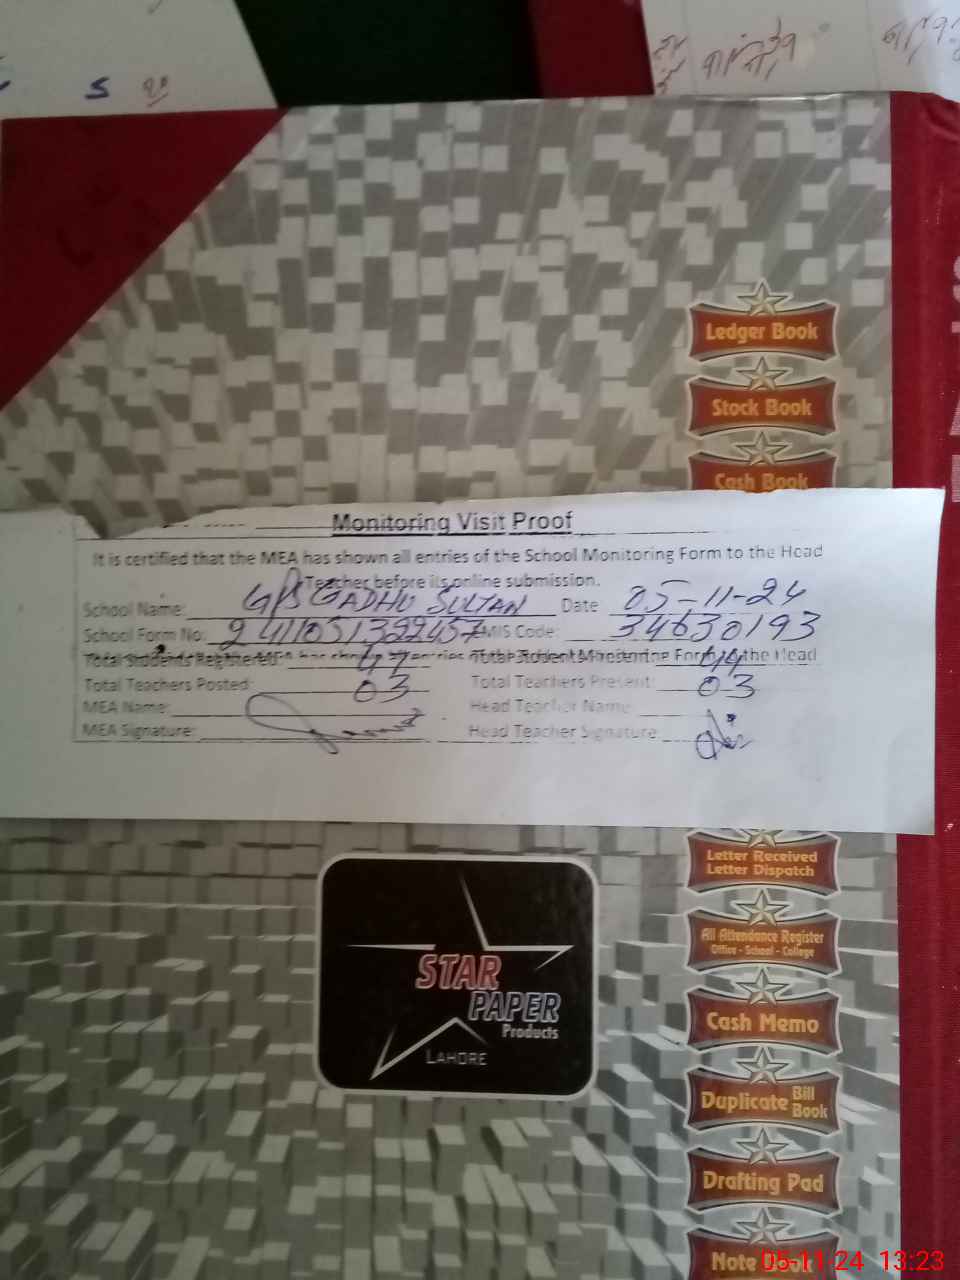 S
Ledger Book
Stock Book
Cash Book
Monitoring Visit Proof
It is certified that the MEA has shown all entries of the School Monitoring Form to the Head
Teacher before its online submission.
School Name: GPS GADHU SULTAN Date 05-11-24
School Form No: EMIS Code: 34630193
Total Students Registered: Total Student
Total Teachers Posted: 03 Total Teachers Present: 03
MEA Name: Head Teacher Name:
MEA Signature: Head Teacher Signature:
Letter Received
Letter Dispatch
All Attendance Register
Office - School - College
STAR
PAPER
Products
LAHORE
Cash Memo
Duplicate Bill Book
Drafting Pad
Note
05-11-24 13:23